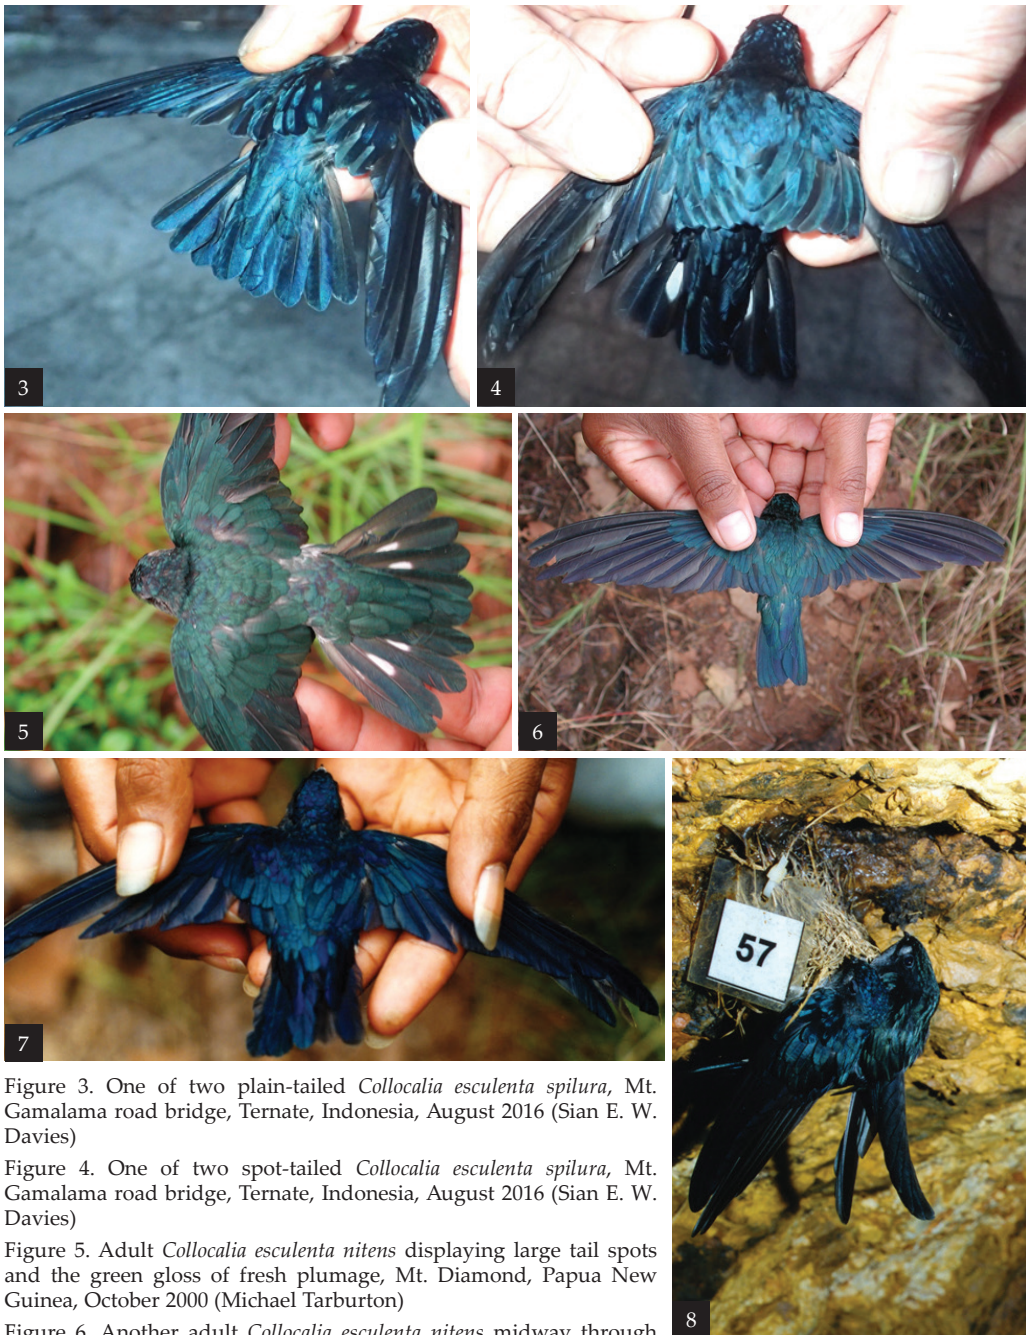 3
4
5
6
7
57
8
Figure 3. One of two plain-tailed Collocalia esculenta spilura, Mt.
Gamalama road bridge, Ternate, Indonesia, August 2016 (Sian E. W.
Davies)
Figure 4. One of two spot-tailed Collocalia esculenta spilura, Mt.
Gamalama road bridge, Ternate, Indonesia, August 2016 (Sian E. W.
Davies)
Figure 5. Adult Collocalia esculenta nitens displaying large tail spots
and the green gloss of fresh plumage, Mt. Diamond, Papua New
Guinea, October 2000 (Michael Tarburton)
Figure 6. Another adult Collocalia esculenta nitens midway through